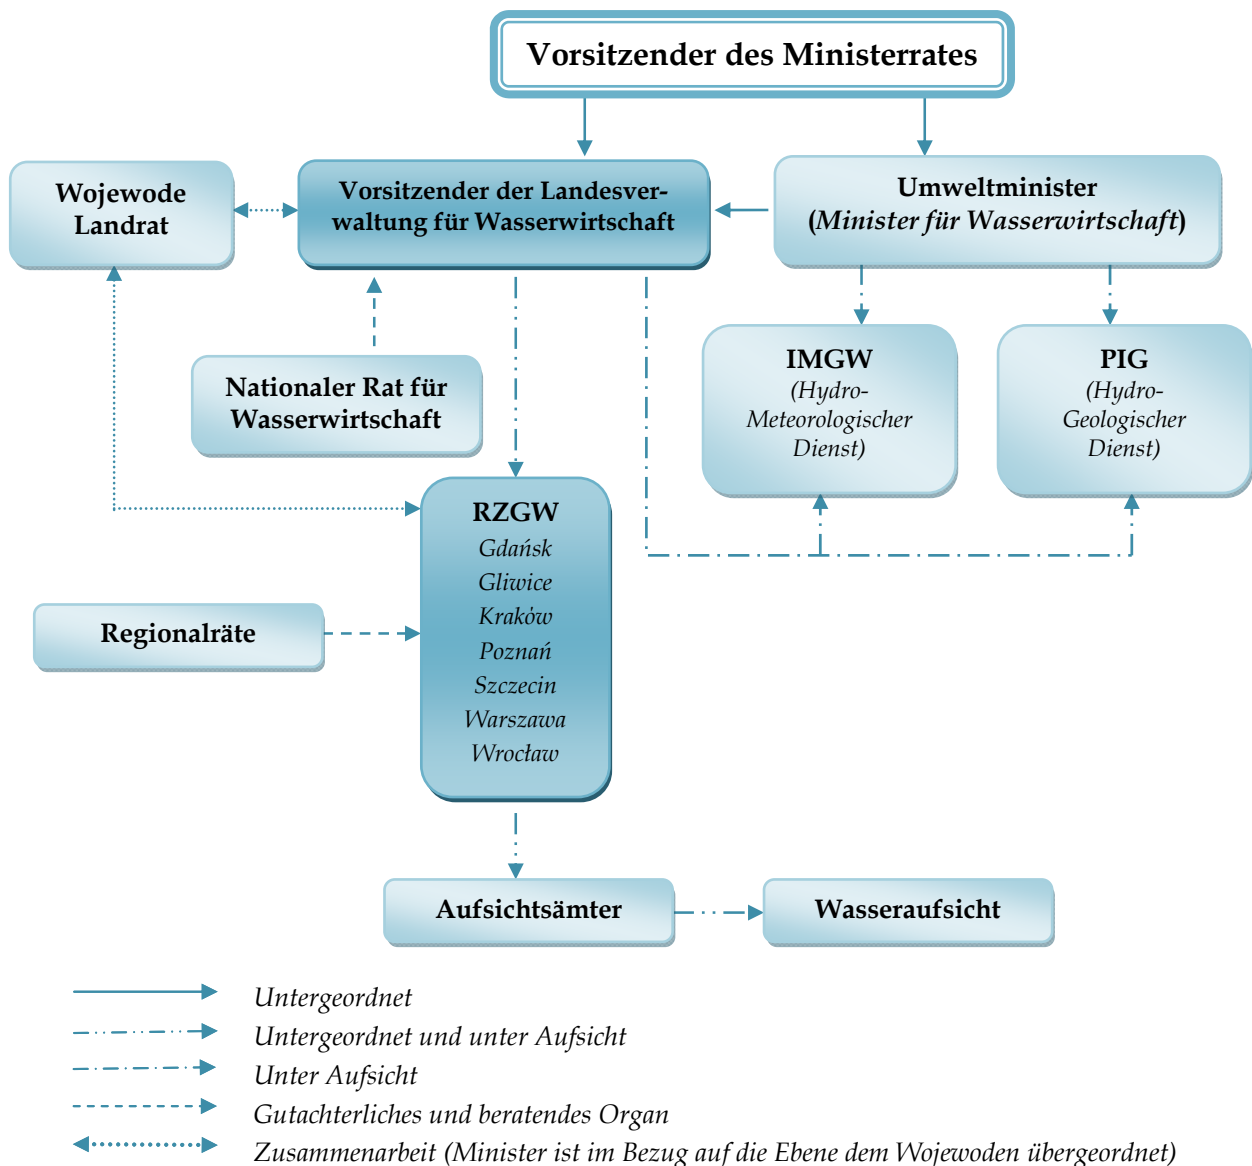 Vorsitzender des Ministerrates
Wojewode
Landrat
Vorsitzender der Landesver-
waltung für Wasserwirtschaft
Umweltminister
(Minister für Wasserwirtschaft)
Nationaler Rat für
Wasserwirtschaft
IMGW
(Hydro-
Meteorologischer
Dienst)
PIG
(Hydro-
Geologischer
Dienst)
RZGW
Gdańsk
Gliwice
Kraków
Poznań
Szczecin
Warszawa
Wrocław
Regionalräte
Aufsichtsämter
Wasseraufsicht
Untergeordnet
Untergeordnet und unter Aufsicht
Unter Aufsicht
Gutachterliches und beratendes Organ
Zusammenarbeit (Minister ist im Bezug auf die Ebene dem Wojewoden übergeordnet)